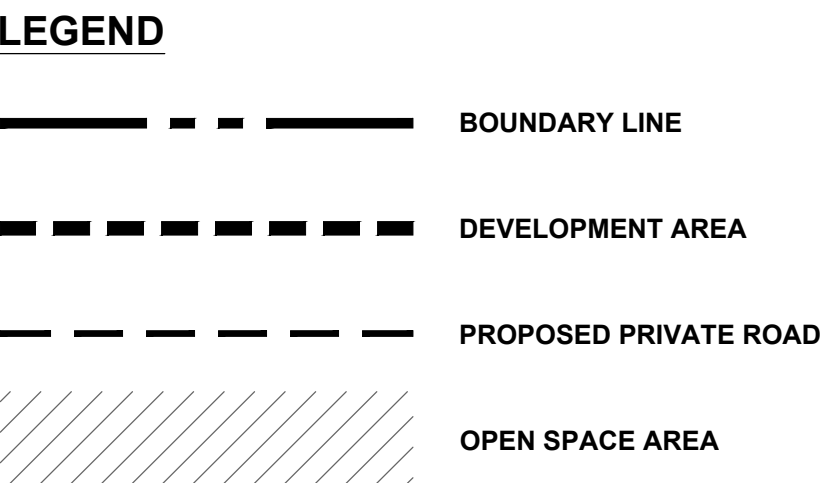 LEGEND
BOUNDARY LINE
DEVELOPMENT AREA
PROPOSED PRIVATE ROAD
OPEN SPACE AREA